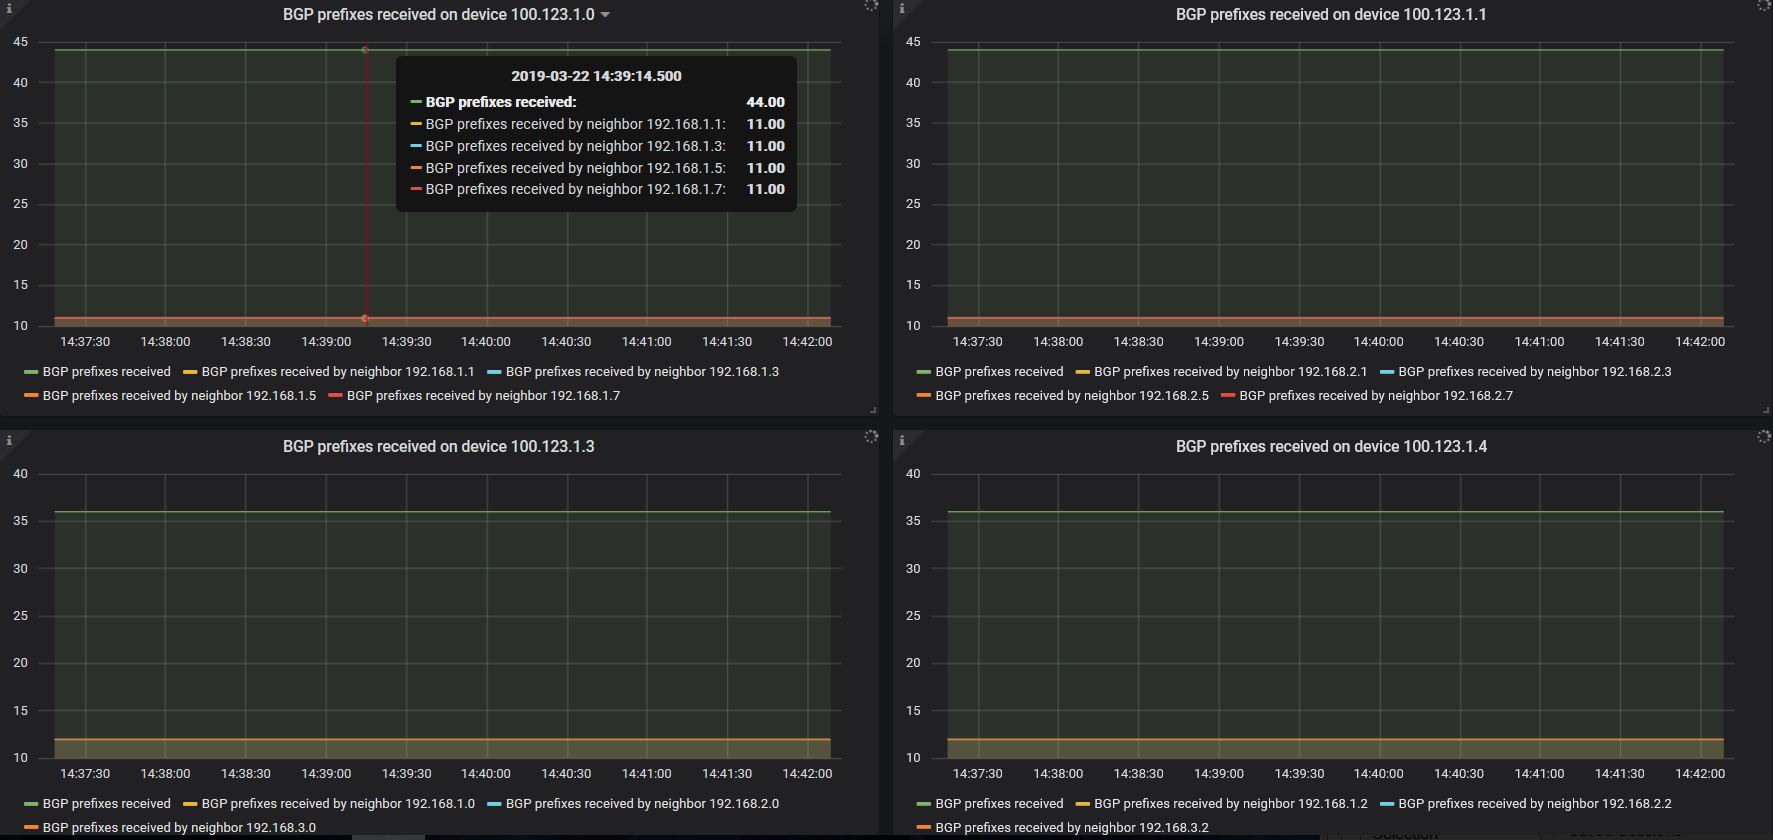 BGP prefixes received on device 100.123.1.0
45
40
35
30
25
20
15
10
2019-03-22 14:39:14.500
BGP prefixes received: 44.00
BGP prefixes received by neighbor 192.168.1.1: 11.00
BGP prefixes received by neighbor 192.168.1.3: 11.00
BGP prefixes received by neighbor 192.168.1.5: 11.00
BGP prefixes received by neighbor 192.168.1.7: 11.00
14:37:30 14:38:00 14:38:30 14:39:00 14:39:30 14:40:00 14:40:30 14:41:00 14:41:30 14:42:00
BGP prefixes received BGP prefixes received by neighbor 192.168.1.1 BGP prefixes received by neighbor 192.168.1.3
BGP prefixes received by neighbor 192.168.1.5 BGP prefixes received by neighbor 192.168.1.7
BGP prefixes received on device 100.123.1.1
45
40
35
30
25
20
15
10
14:37:30 14:38:00 14:38:30 14:39:00 14:39:30 14:40:00 14:40:30 14:41:00 14:41:30 14:42:00
BGP prefixes received BGP prefixes received by neighbor 192.168.2.1 BGP prefixes received by neighbor 192.168.2.3
BGP prefixes received by neighbor 192.168.2.5 BGP prefixes received by neighbor 192.168.2.7
BGP prefixes received on device 100.123.1.3
40
35
30
25
20
15
10
14:37:30 14:38:00 14:38:30 14:39:00 14:39:30 14:40:00 14:40:30 14:41:00 14:41:30 14:42:00
BGP prefixes received BGP prefixes received by neighbor 192.168.1.0 BGP prefixes received by neighbor 192.168.2.0
BGP prefixes received by neighbor 192.168.3.0
BGP prefixes received on device 100.123.1.4
40
35
30
25
20
15
10
14:37:30 14:38:00 14:38:30 14:39:00 14:39:30 14:40:00 14:40:30 14:41:00 14:41:30 14:42:00
BGP prefixes received BGP prefixes received by neighbor 192.168.1.2 BGP prefixes received by neighbor 192.168.2.2
BGP prefixes received by neighbor 192.168.3.2